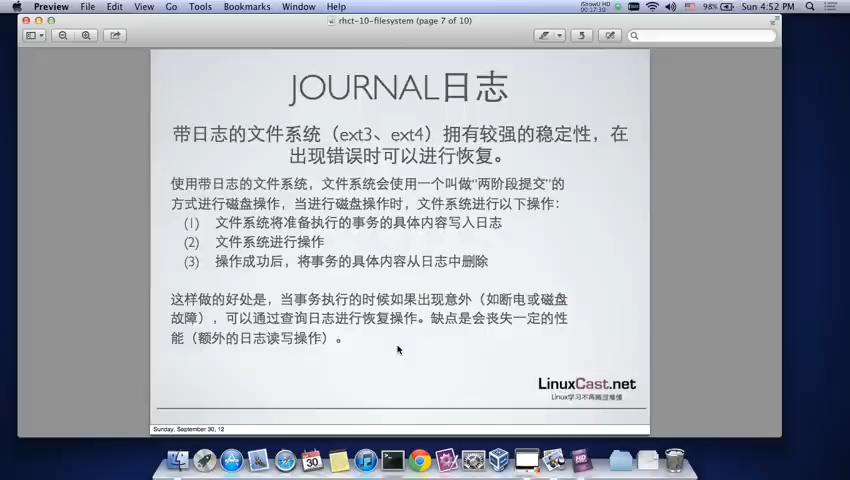 Preview File Edit View Go Tools Bookmarks Window Help iShowU HD 00:17:30 98% Sun 4:52 PM
rhct-10-filesystem (page 7 of 10)
JOURNAL日志
带日志的文件系统（ext3、ext4）拥有较强的稳定性，在
出现错误时可以进行恢复。
使用带日志的文件系统，文件系统会使用一个叫做“两阶段提交”的
方式进行磁盘操作，当进行磁盘操作时，文件系统进行以下操作：
(1) 文件系统将准备执行的事务的具体内容写入日志
(2) 文件系统进行操作
(3) 操作成功后，将事务的具体内容从日志中删除
这样做的好处是，当事务执行的时候如果出现意外（如断电或磁盘
故障），可以通过查询日志进行恢复操作。缺点是会丧失一定的性
能（额外的日志读写操作）。
LinuxCast.net
Linux学习不再
Sunday, September 30, 12
30